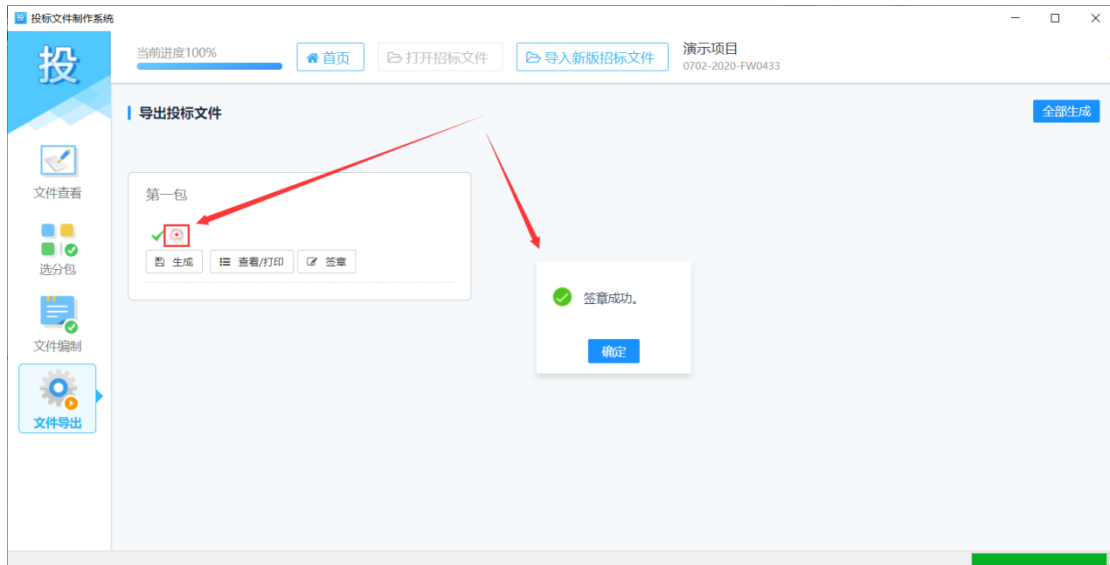 投标文件制作系统
投
当前进度100%
首页
打开招标文件
导入新版招标文件
演示项目
0702-2020-FW0433
导出投标文件
全部生成
文件查看
选分包
文件编制
文件导出
第一包
生成
查看/打印
签章
签章成功。
确定